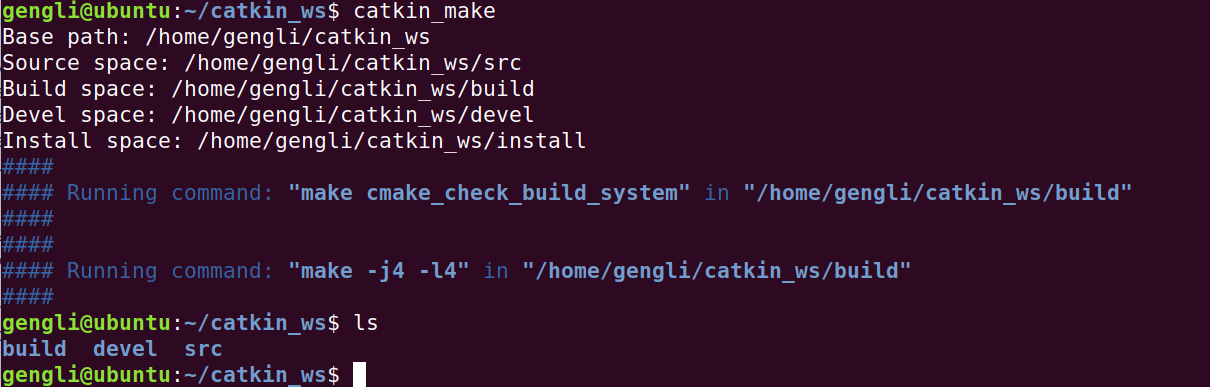 gengli@ubuntu:~/catkin_ws$ catkin_make
Base path: /home/gengli/catkin_ws
Source space: /home/gengli/catkin_ws/src
Build space: /home/gengli/catkin_ws/build
Devel space: /home/gengli/catkin_ws/devel
Install space: /home/gengli/catkin_ws/install
####
#### Running command: "make cmake_check_build_system" in "/home/gengli/catkin_ws/build"
####
####
#### Running command: "make -j4 -l4" in "/home/gengli/catkin_ws/build"
####
gengli@ubuntu:~/catkin_ws$ ls
build  devel  src
gengli@ubuntu:~/catkin_ws$